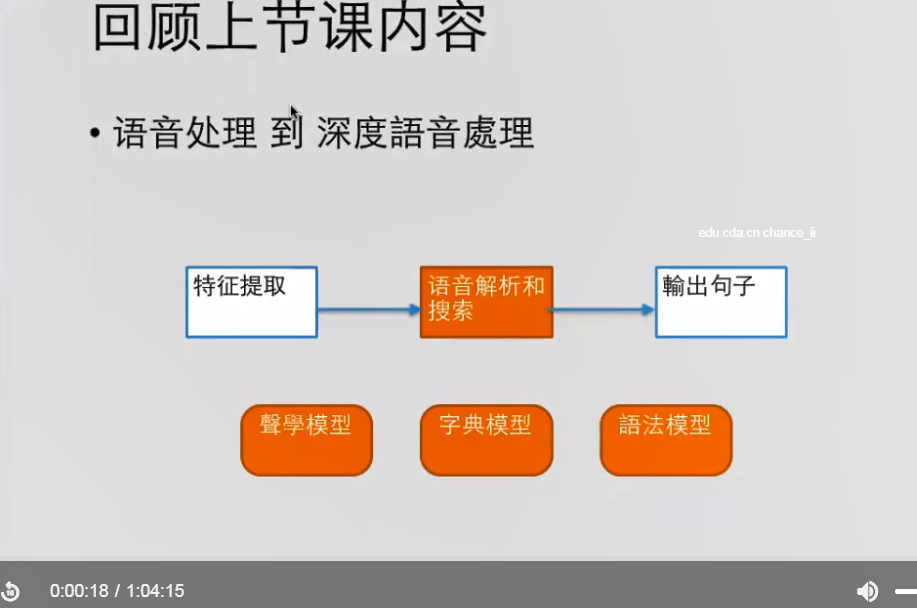 回顾上节课内容
• 语音处理 到 深度語音處理
edu.cda.cn chance_li
特征提取
语音解析和
搜索
輸出句子
聲學模型
字典模型
語法模型
10
0:00:18 / 1:04:15